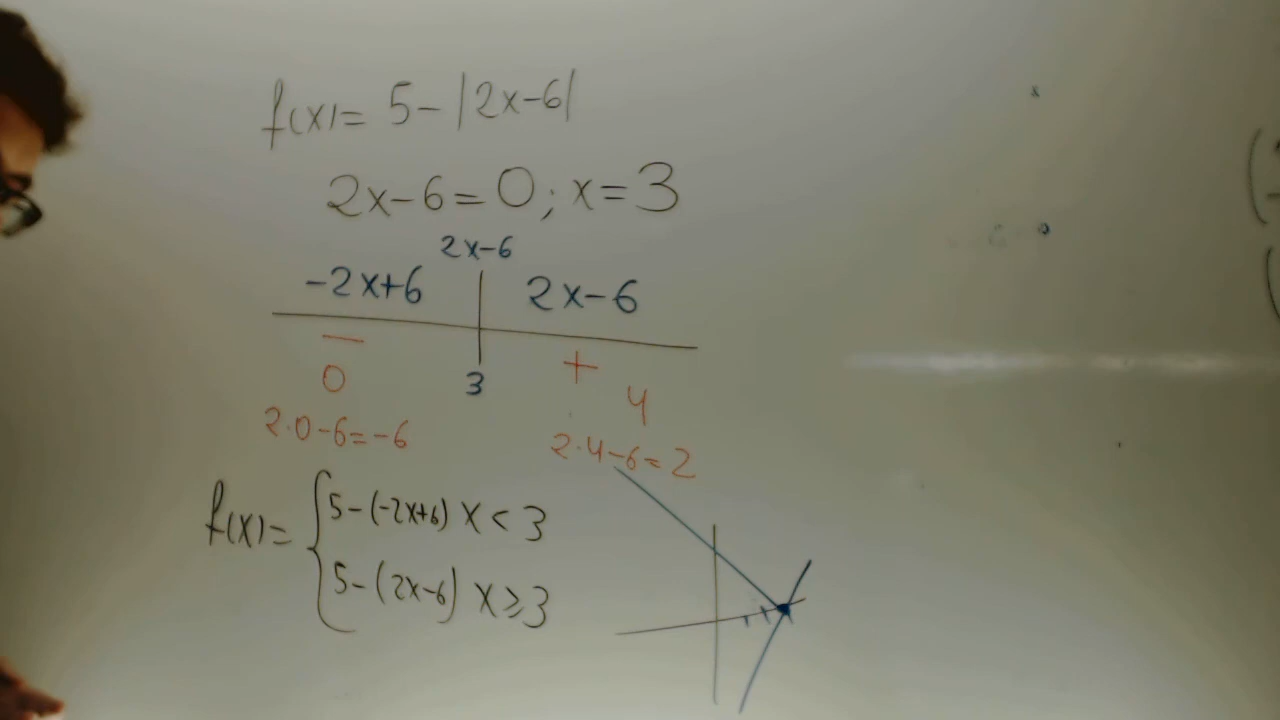 f(x)= 5-|2x-6|
2x-6=0; x=3
2x-6
-2x+6 2x-6
- +
0 3 4
2·0-6=-6 2·4-6=2
f(x)= { 5-(-2x+6) x < 3
5-(2x-6) x ≥ 3